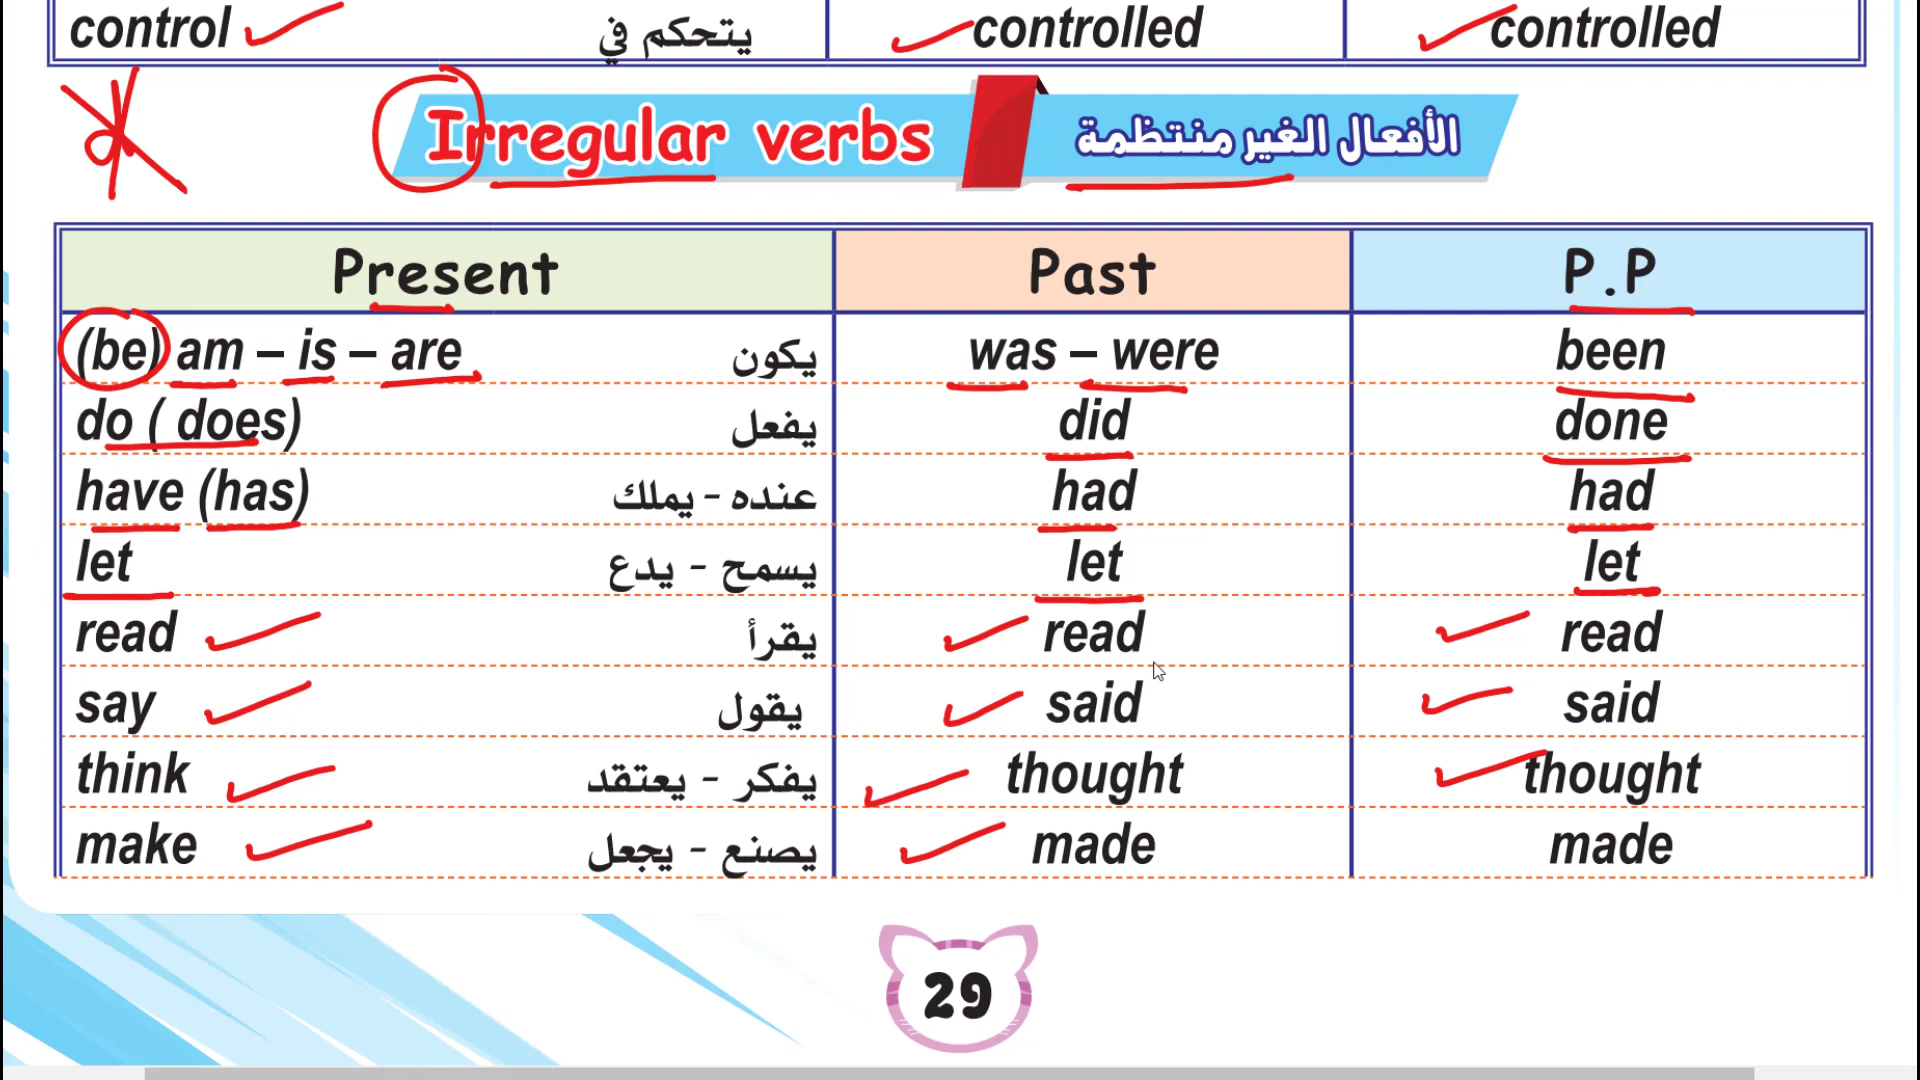 control يتحكم في controlled controlled
Irregular verbs الأفعال الغير منتظمة
Present Past P.P
(be) am – is – are يكون was – were been
do ( does) يفعل did done
have (has) عنده - يملك had had
let يسمح - يدع let let
read يقرأ read read
say يقول said said
think يفكر - يعتقد thought thought
make يصنع - يجعل made made
29